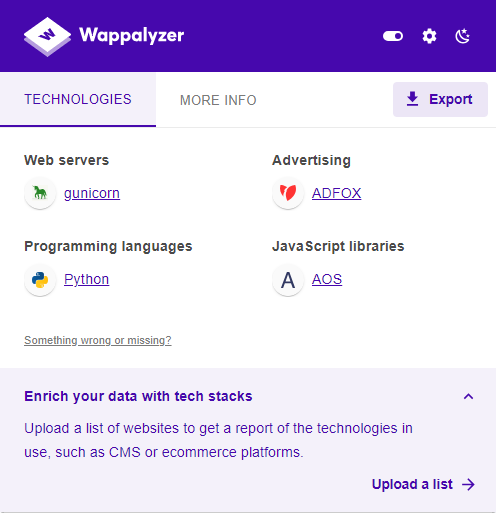 Wappalyzer
TECHNOLOGIES
MORE INFO
Export
Web servers
gunicorn
Advertising
ADFOX
Programming languages
Python
JavaScript libraries
A
AOS
Something wrong or missing?
Enrich your data with tech stacks
Upload a list of websites to get a report of the technologies in
use, such as CMS or ecommerce platforms.
Upload a list